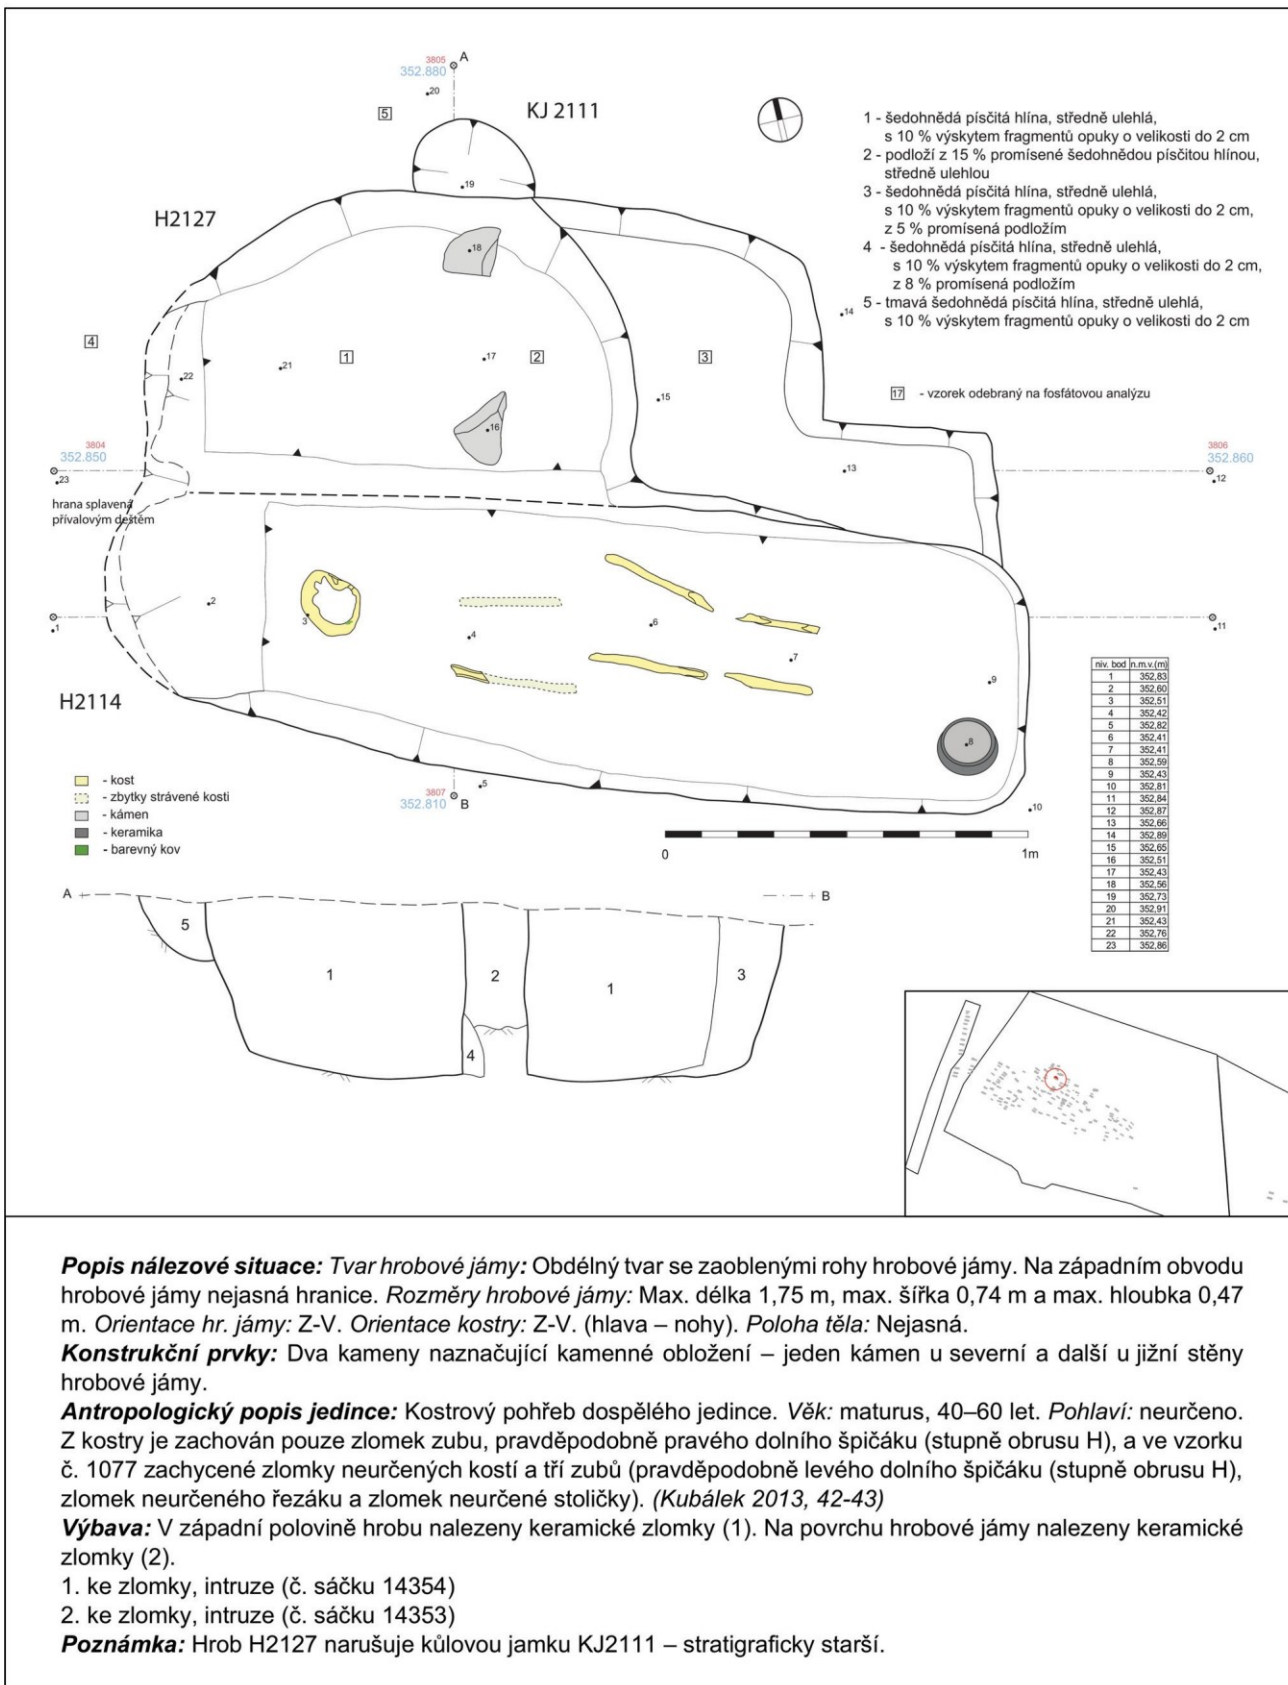 3805
A
352.880
20
5
KJ 2111
19
H2127
18
14
4
1
17
2
3
21
22
15
16
3804
352.850
3806
352.860
13
12
23
hrana splavená
přívalovým deštěm
2
3
6
1
11
4
7
9
H2114
8
5
3807
352.810
B
10
1 - šedohnědá písčitá hlína, středně ulehlá,
s 10 % výskytem fragmentů opuky o velikosti do 2 cm
2 - podloží z 15 % promísené šedohnědou písčitou hlínou,
středně ulehlou
3 - šedohnědá písčitá hlína, středně ulehlá,
s 10 % výskytem fragmentů opuky o velikosti do 2 cm,
z 5 % promísená podložím
4 - šedohnědá písčitá hlína, středně ulehlá,
s 10 % výskytem fragmentů opuky o velikosti do 2 cm,
z 8 % promísená podložím
5 - tmavá šedohnědá písčitá hlína, středně ulehlá,
s 10 % výskytem fragmentů opuky o velikosti do 2 cm
17 - vzorek odebraný na fosfátovou analýzu
- kost
- zbytky strávené kosti
- kámen
- keramika
- barevný kov
0 1m
niv. bod n.m.v.(m)
1 352,83
2 352,60
3 352,51
4 352,42
5 352,82
6 352,41
7 352,41
8 352,59
9 352,43
10 352,81
11 352,84
12 352,87
13 352,66
14 352,89
15 352,65
16 352,51
17 352,43
18 352,56
19 352,73
20 352,91
21 352,43
22 352,76
23 352,86
A B
5
1
2
1
3
4
Popis nálezové situace: Tvar hrobové jámy: Obdélný tvar se zaoblenými rohy hrobové jámy. Na západním obvodu
hrobové jámy nejasná hranice. Rozměry hrobové jámy: Max. délka 1,75 m, max. šířka 0,74 m a max. hloubka 0,47
m. Orientace hr. jámy: Z-V. Orientace kostry: Z-V. (hlava – nohy). Poloha těla: Nejasná.
Konstrukční prvky: Dva kameny naznačující kamenné obložení – jeden kámen u severní a další u jižní stěny
hrobové jámy.
Antropologický popis jedince: Kostrový pohřeb dospělého jedince. Věk: maturus, 40–60 let. Pohlaví: neurčeno.
Z kostry je zachován pouze zlomek zubu, pravděpodobně pravého dolního špičáku (stupně obrusu H), a ve vzorku
č. 1077 zachycené zlomky neurčených kostí a tří zubů (pravděpodobně levého dolního špičáku (stupně obrusu H),
zlomek neurčeného řezáku a zlomek neurčené stoličky). (Kubálek 2013, 42-43)
Výbava: V západní polovině hrobu nalezeny keramické zlomky (1). Na povrchu hrobové jámy nalezeny keramické
zlomky (2).
1. ke zlomky, intruze (č. sáčku 14354)
2. ke zlomky, intruze (č. sáčku 14353)
Poznámka: Hrob H2127 narušuje kůlovou jamku KJ2111 – stratigraficky starší.